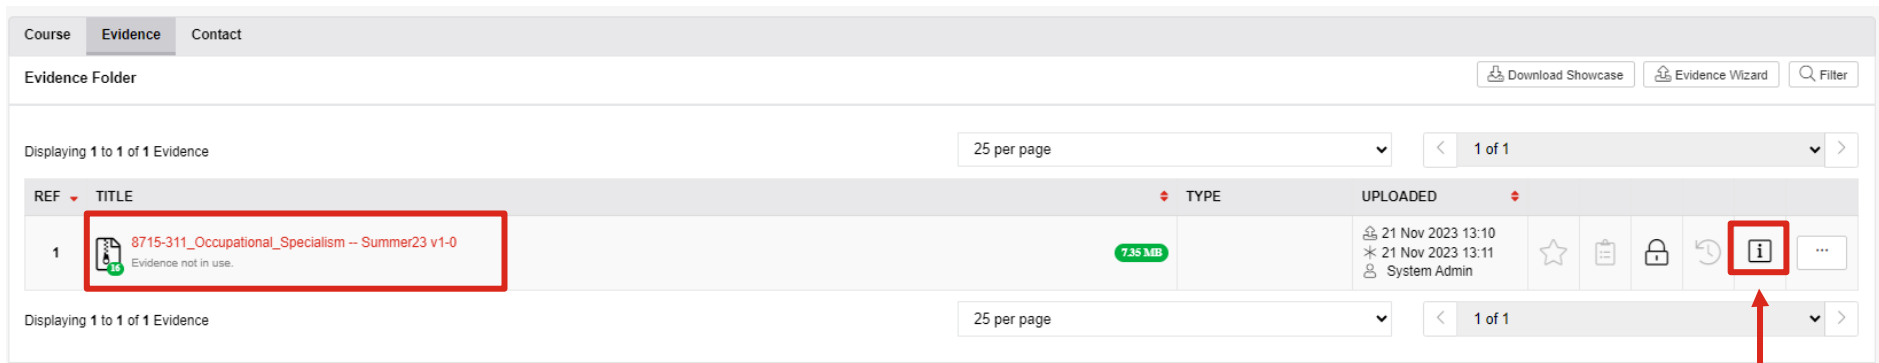 Course Evidence Contact
Evidence Folder
Download Showcase Evidence Wizard Filter
Displaying 1 to 1 of 1 Evidence
25 per page
1 of 1
REF TITLE TYPE UPLOADED
1
8715-311_Occupational_Specialism -- Summer23 v1-0
Evidence not in use.
16
7.35 MB
21 Nov 2023 13:10
21 Nov 2023 13:11
System Admin
i
...
Displaying 1 to 1 of 1 Evidence
25 per page
1 of 1